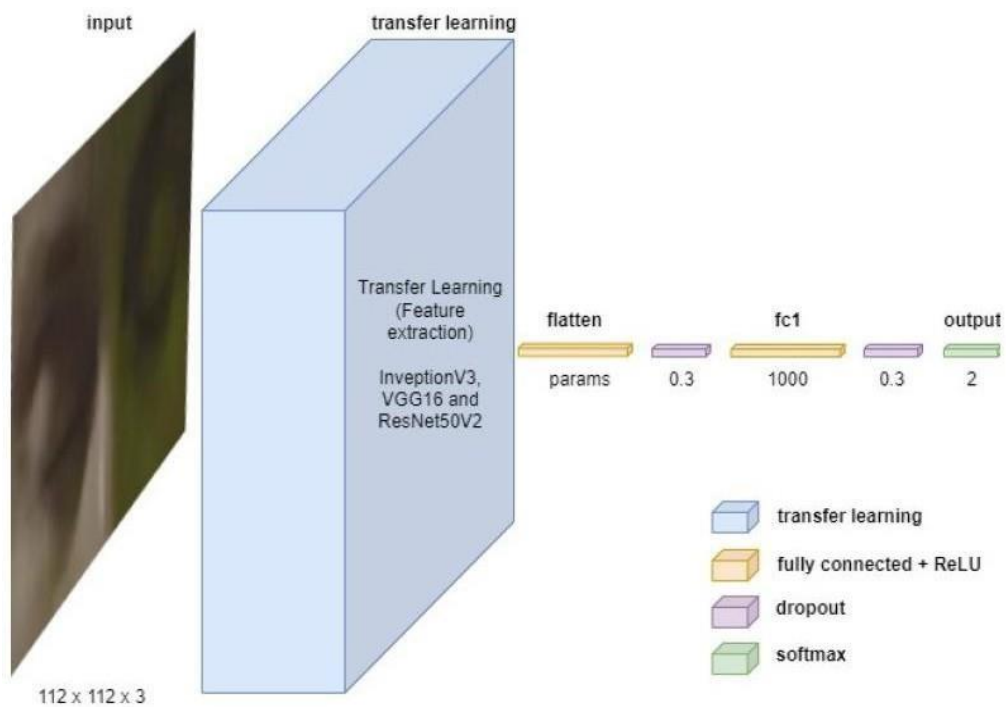 input
transfer learning
Transfer Learning
(Feature
extraction)
InveptionV3,
VGG16 and
ResNet50V2
flatten
fc1
output
params
0.3
1000
0.3
2
transfer learning
fully connected + ReLU
dropout
softmax
112 x 112 x 3